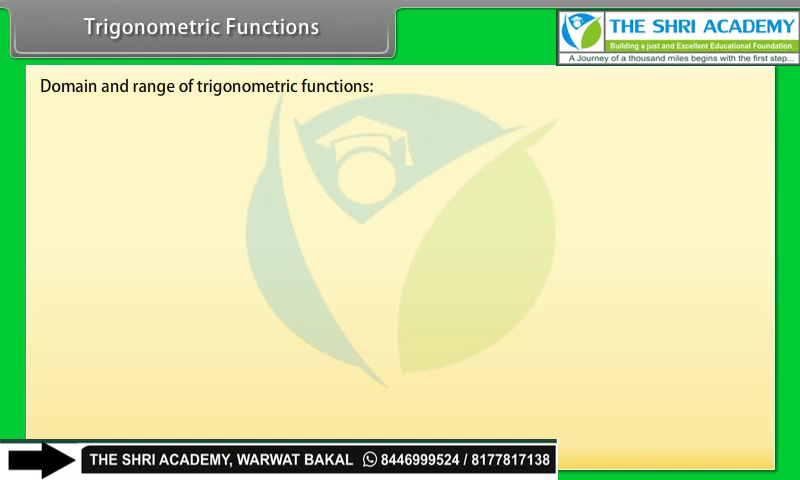 Trigonometric Functions
THE SHRI ACADEMY
Building a just and Excellent Educational Foundation
A Journey of a thousand miles begins with the first step...
Domain and range of trigonometric functions:
THE SHRI ACADEMY, WARWAT BAKAL 8446999524 / 8177817138